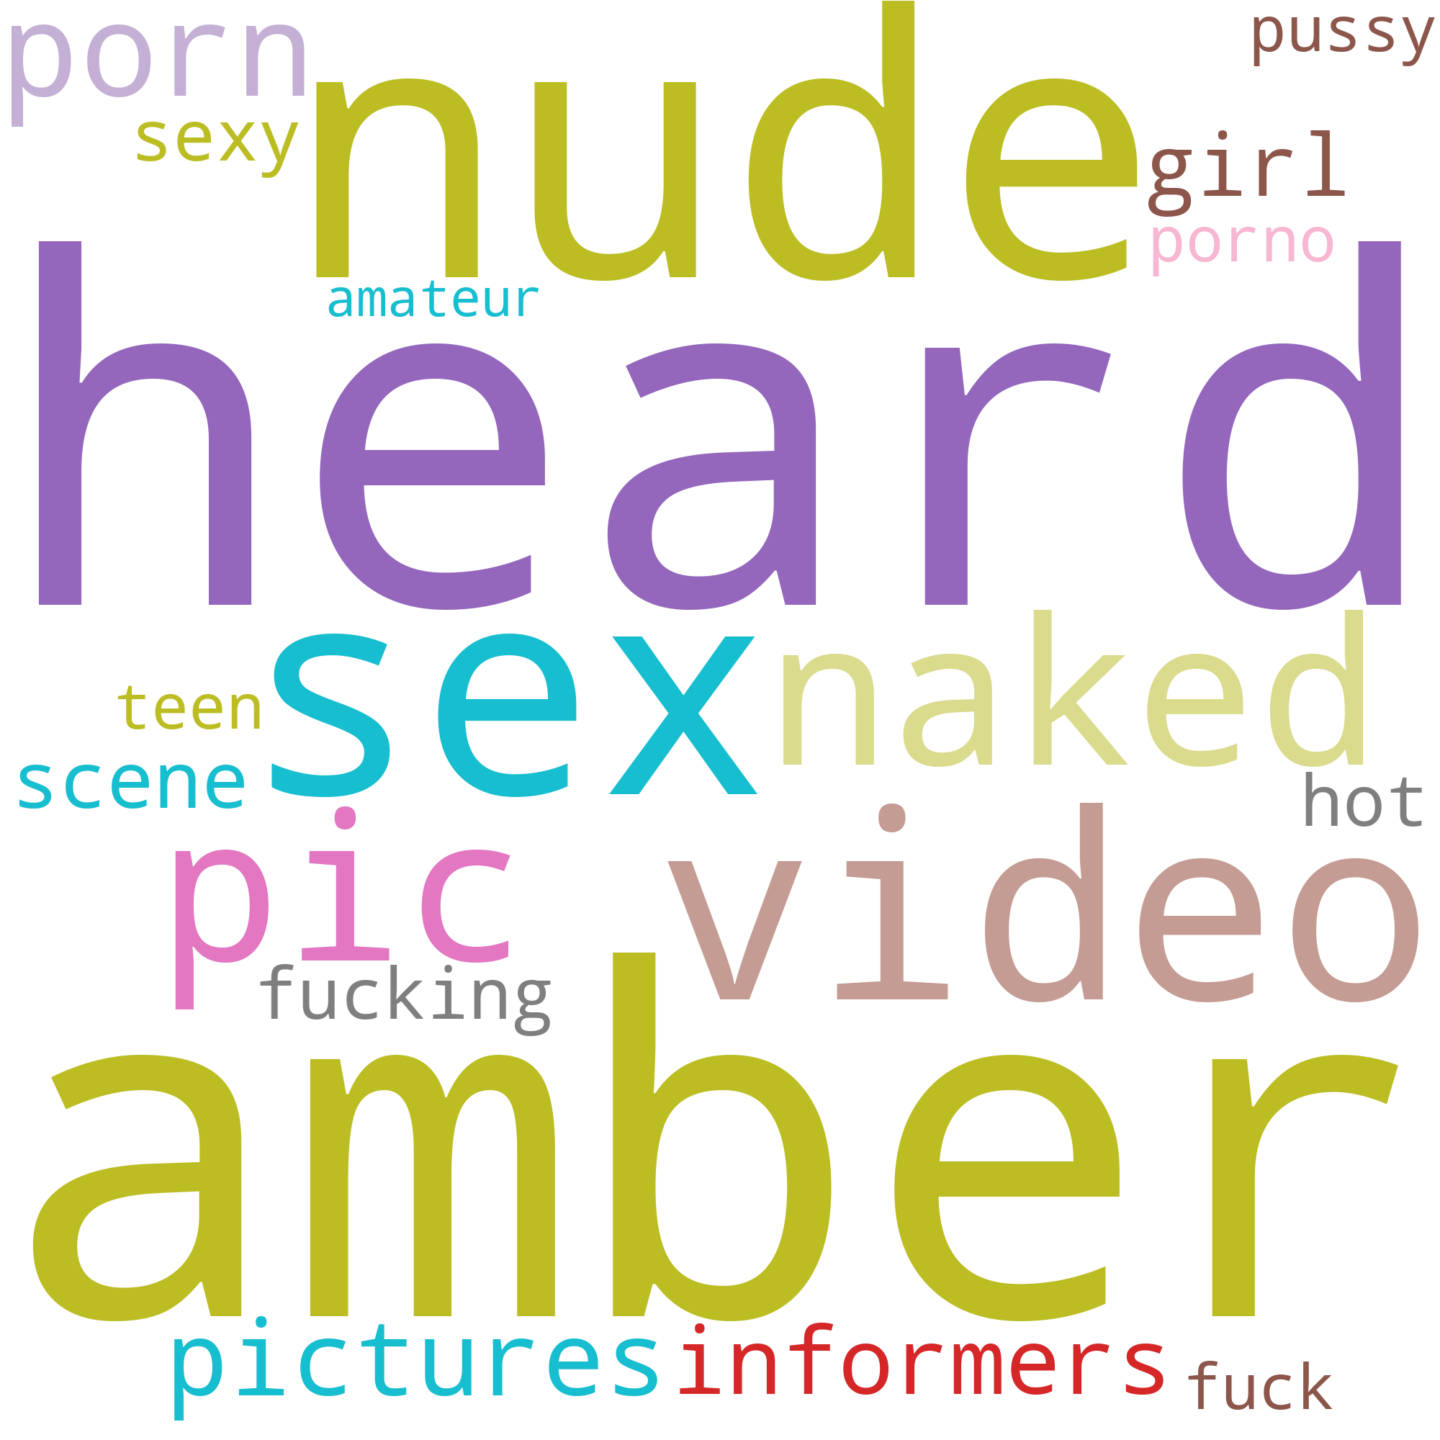 porn
nude
pussy
sexy
girl
porno
amateur
heard
sex
naked
teen
scene
hot
pic
video
fucking
amber
pictures
informers
fuck